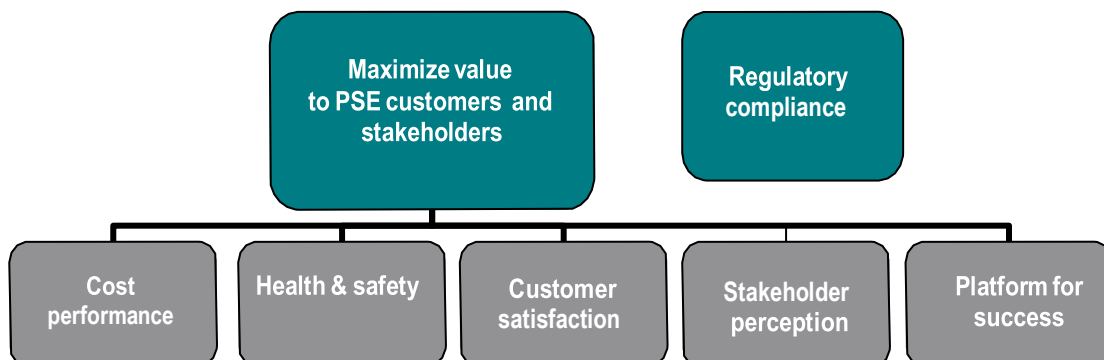 Maximize value
to PSE customers and
stakeholders
Regulatory
compliance
Cost
performance
Health & safety
Customer
satisfaction
Stakeholder
perception
Platform for
success